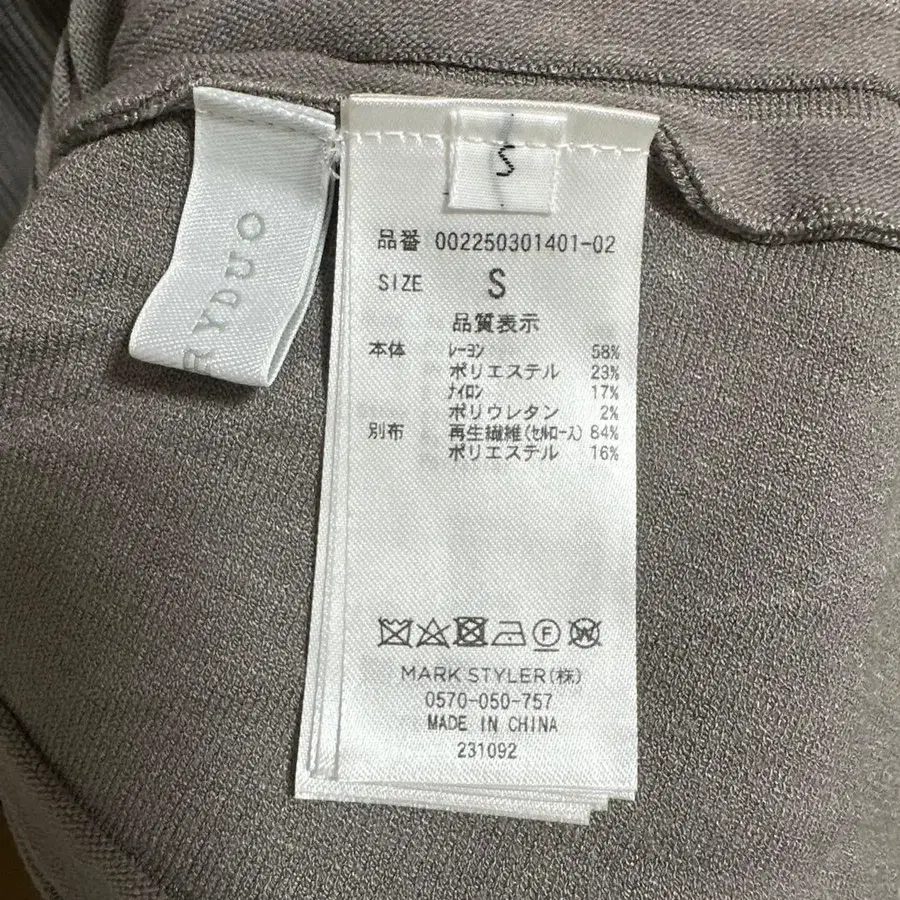 RYDUO
S
品番 002250301401-02
SIZE S
品質表示
本体 レーヨン 58%
ポリエステル 23%
ナイロン 17%
ポリウレタン 2%
別布 再生繊維(セルロース) 84%
ポリエステル 16%
F W
MARK STYLER(株)
0570-050-757
MADE IN CHINA
231092